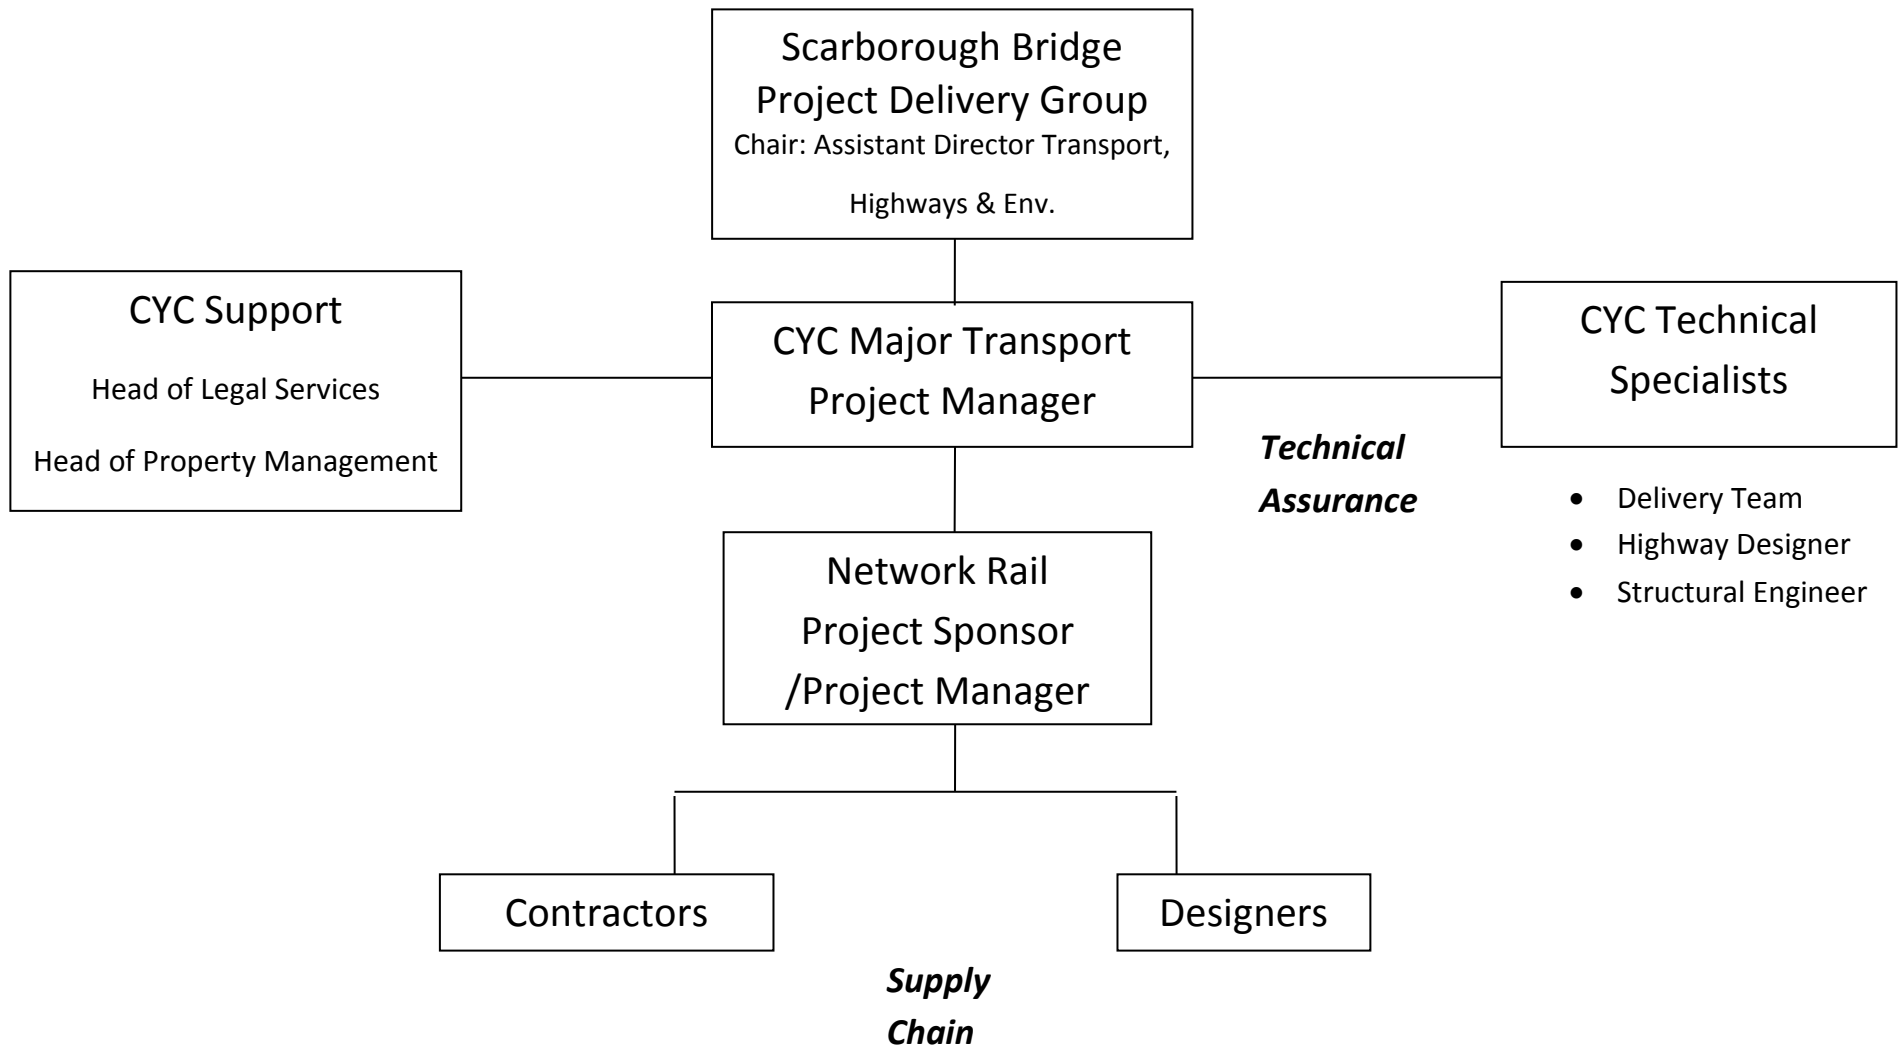 Scarborough Bridge
Project Delivery Group
Chair: Assistant Director Transport,
Highways & Env.
CYC Support
Head of Legal Services
Head of Property Management
CYC Major Transport
Project Manager
CYC Technical
Specialists
Technical
Assurance
• Delivery Team
• Highway Designer
• Structural Engineer
Network Rail
Project Sponsor
/Project Manager
Contractors
Designers
Supply
Chain